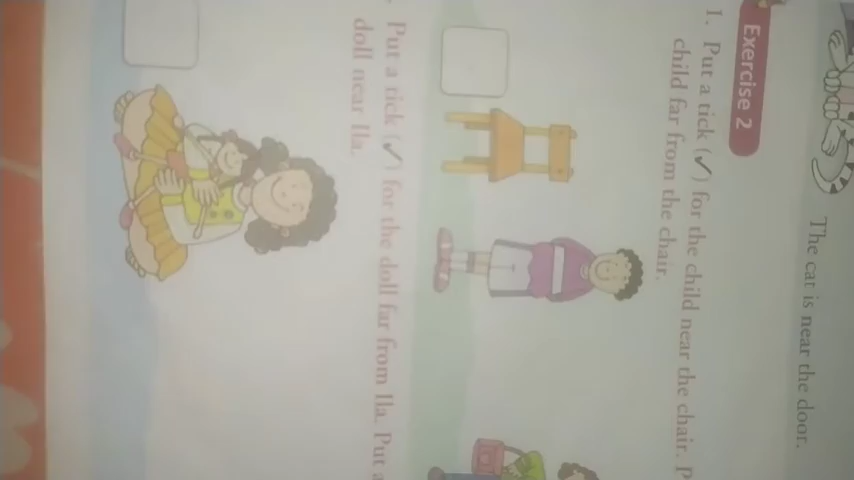 The cat is near the door.
Exercise 2
1. Put a tick (✓) for the child near the chair. P
child far from the chair.
. Put a tick (✓) for the doll far from Ila. Put a
doll near Ila.